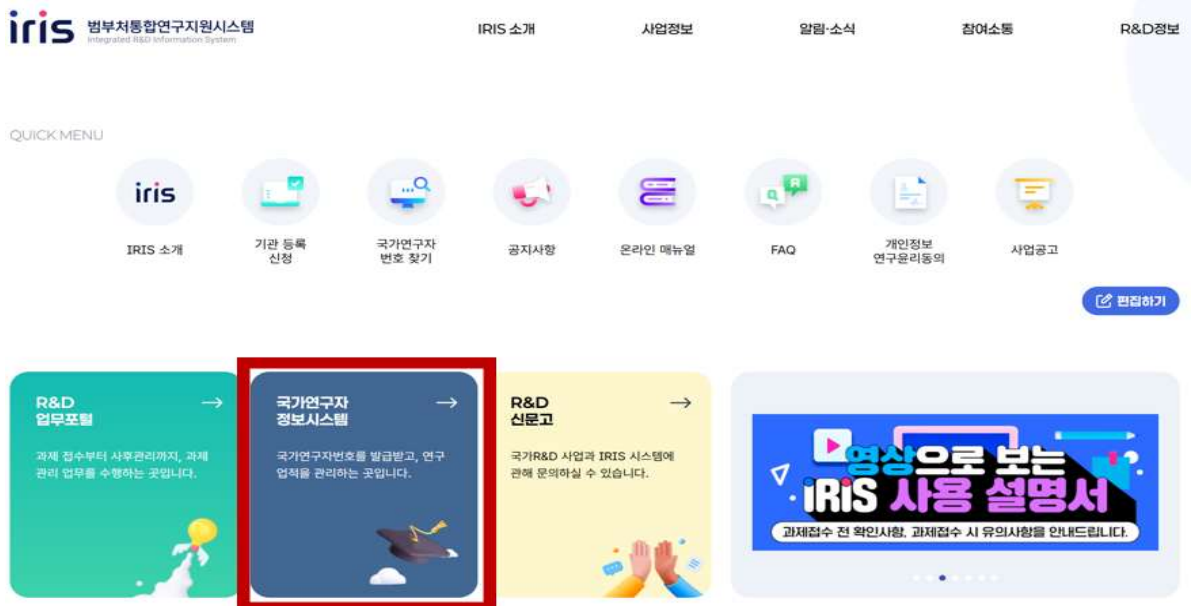 iris 범부처통합연구지원시스템
Integrated R&D Information System
IRIS 소개 사업정보 알림·소식 참여소통 R&D정보
QUICK MENU
iris
IRIS 소개
기관 등록
신청
국가연구자
번호 찾기
공지사항
온라인 매뉴얼
FAQ
개인정보
연구윤리동의
사업공고
편집하기
R&D
업무포털
과제 접수부터 사후관리까지, 과제
관리 업무를 수행하는 곳입니다.
국가연구자
정보시스템
국가연구자번호를 발급받고, 연구
업적을 관리하는 곳입니다.
R&D
신문고
국가R&D 사업과 IRIS 시스템에
관해 문의하실 수 있습니다.
영상으로 보는
iRIS 사용 설명서
과제접수 전 확인사항, 과제접수 시 유의사항을 안내드립니다.